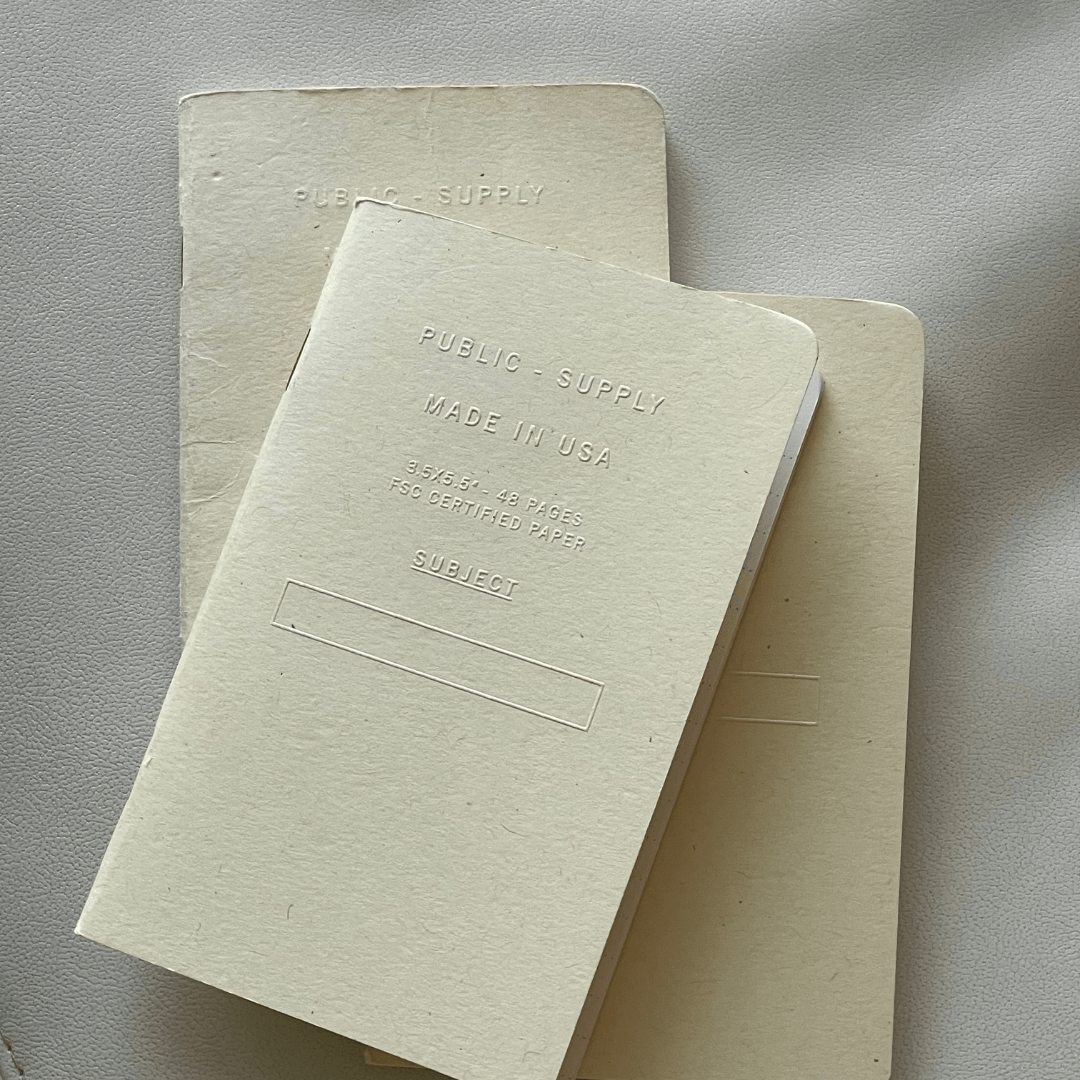 PUBLIC - SUPPLY
PUBLIC - SUPPLY
MADE IN USA
3.5X5.5" - 48 PAGES
FSC CERTIFIED PAPER
SUBJECT